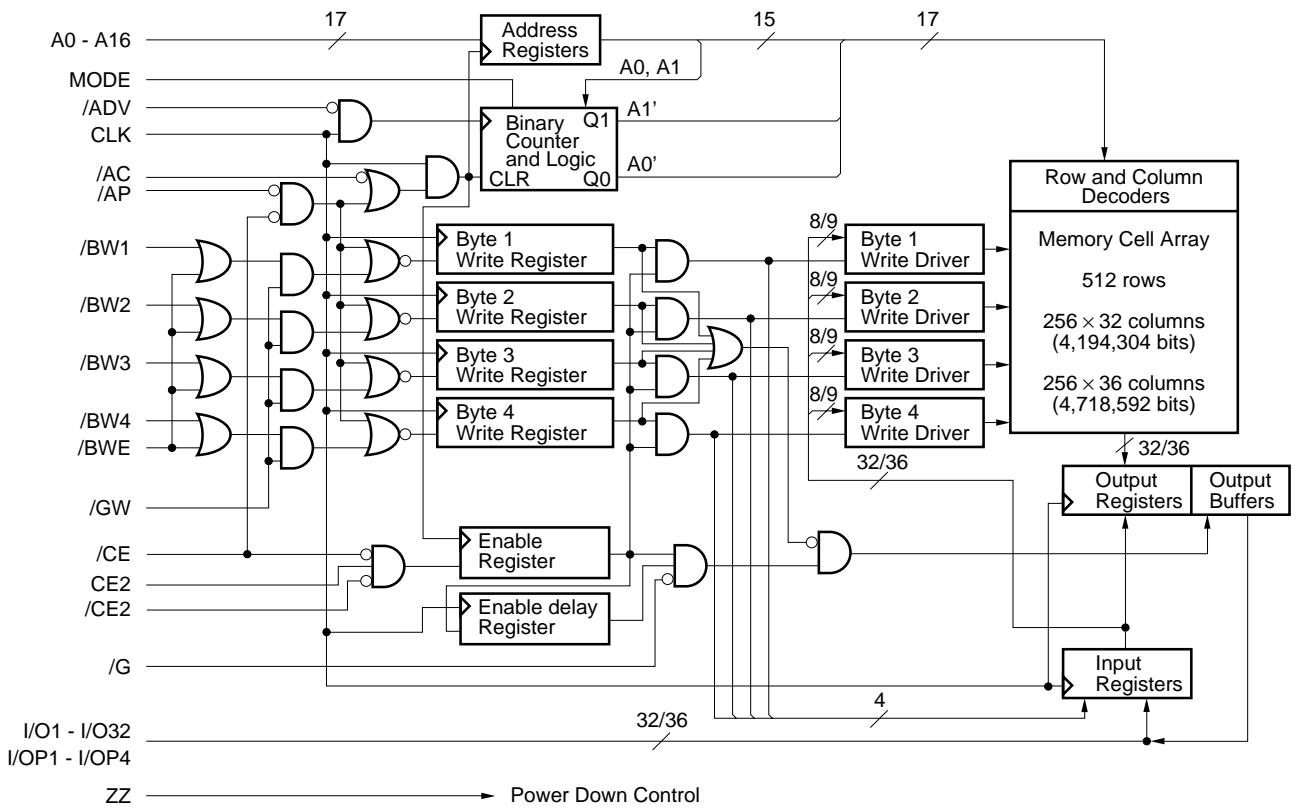 17
Address
Registers
15
17
A0 - A16
MODE
A0, A1
/ADV
CLK
Binary
Counter
and Logic
CLR
Q1
Q0
A1'
A0'
/AC
/AP
Row and Column
Decoders
/BW1
Byte 1
Write Register
8/9
Byte 1
Write Driver
Memory Cell Array
512 rows
/BW2
Byte 2
Write Register
8/9
Byte 2
Write Driver
256 × 32 columns
(4,194,304 bits)
/BW3
Byte 3
Write Register
8/9
Byte 3
Write Driver
256 × 36 columns
(4,718,592 bits)
/BW4
/BWE
Byte 4
Write Register
8/9
Byte 4
Write Driver
32/36
32/36
/GW
Output
Registers
Output
Buffers
/CE
CE2
/CE2
Enable
Register
Enable delay
Register
/G
Input
Registers
4
I/O1 - I/O32
I/OP1 - I/OP4
32/36
ZZ
Power Down Control